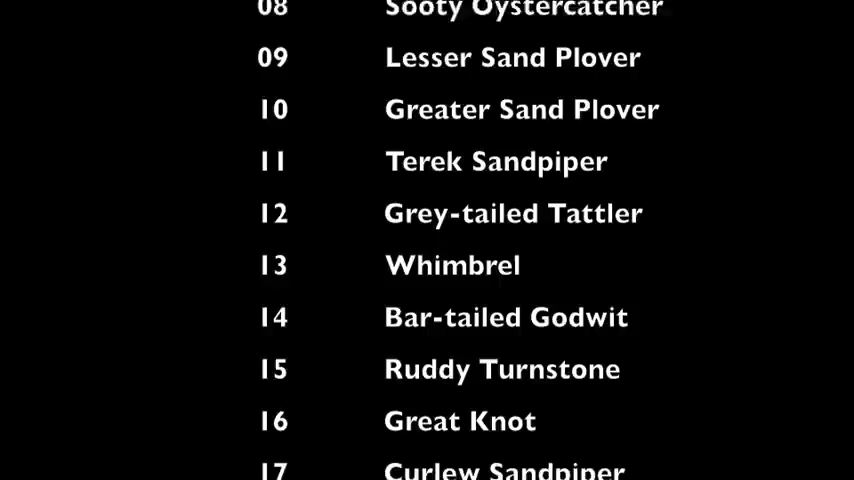 08 Sooty Oystercatcher
09 Lesser Sand Plover
10 Greater Sand Plover
11 Terek Sandpiper
12 Grey-tailed Tattler
13 Whimbrel
14 Bar-tailed Godwit
15 Ruddy Turnstone
16 Great Knot
17 Curlew Sandpiper